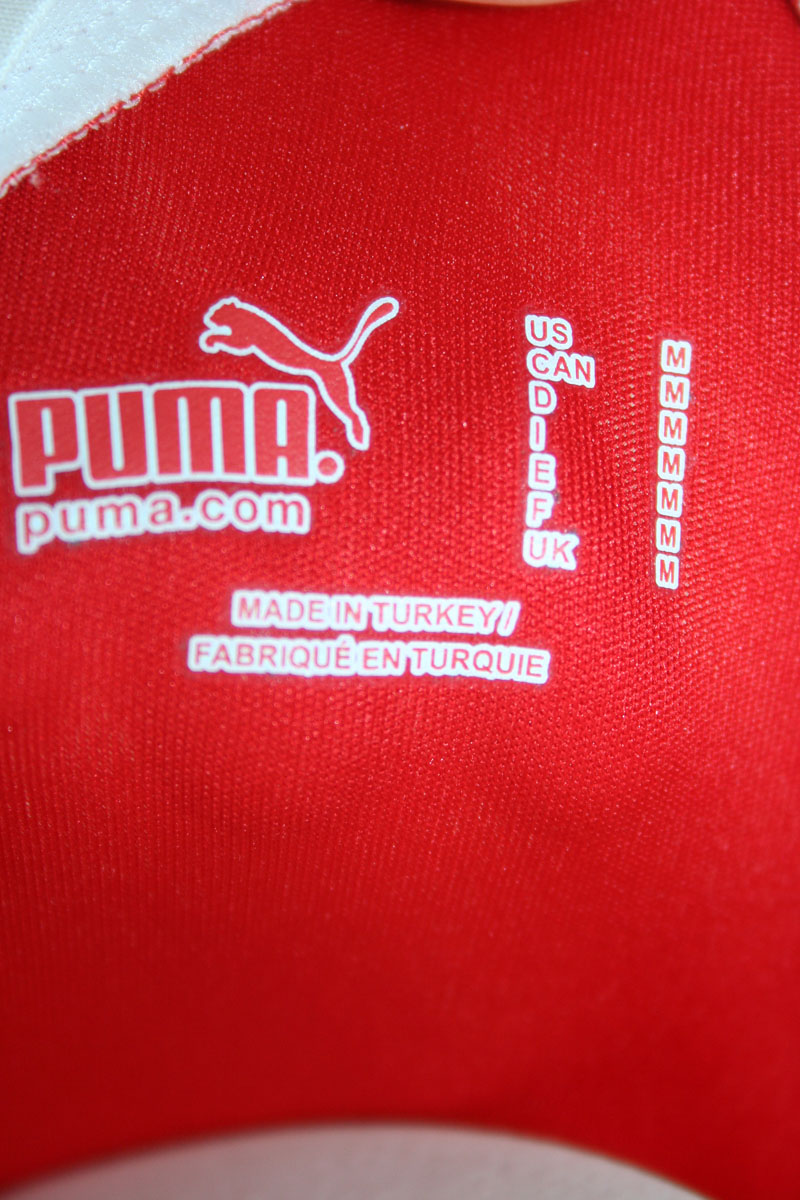 PUMA.
puma.com
US M
CAN M
D M
I M
E M
F M
UK M
MADE IN TURKEY /
FABRIQUÉ EN TURQUIE